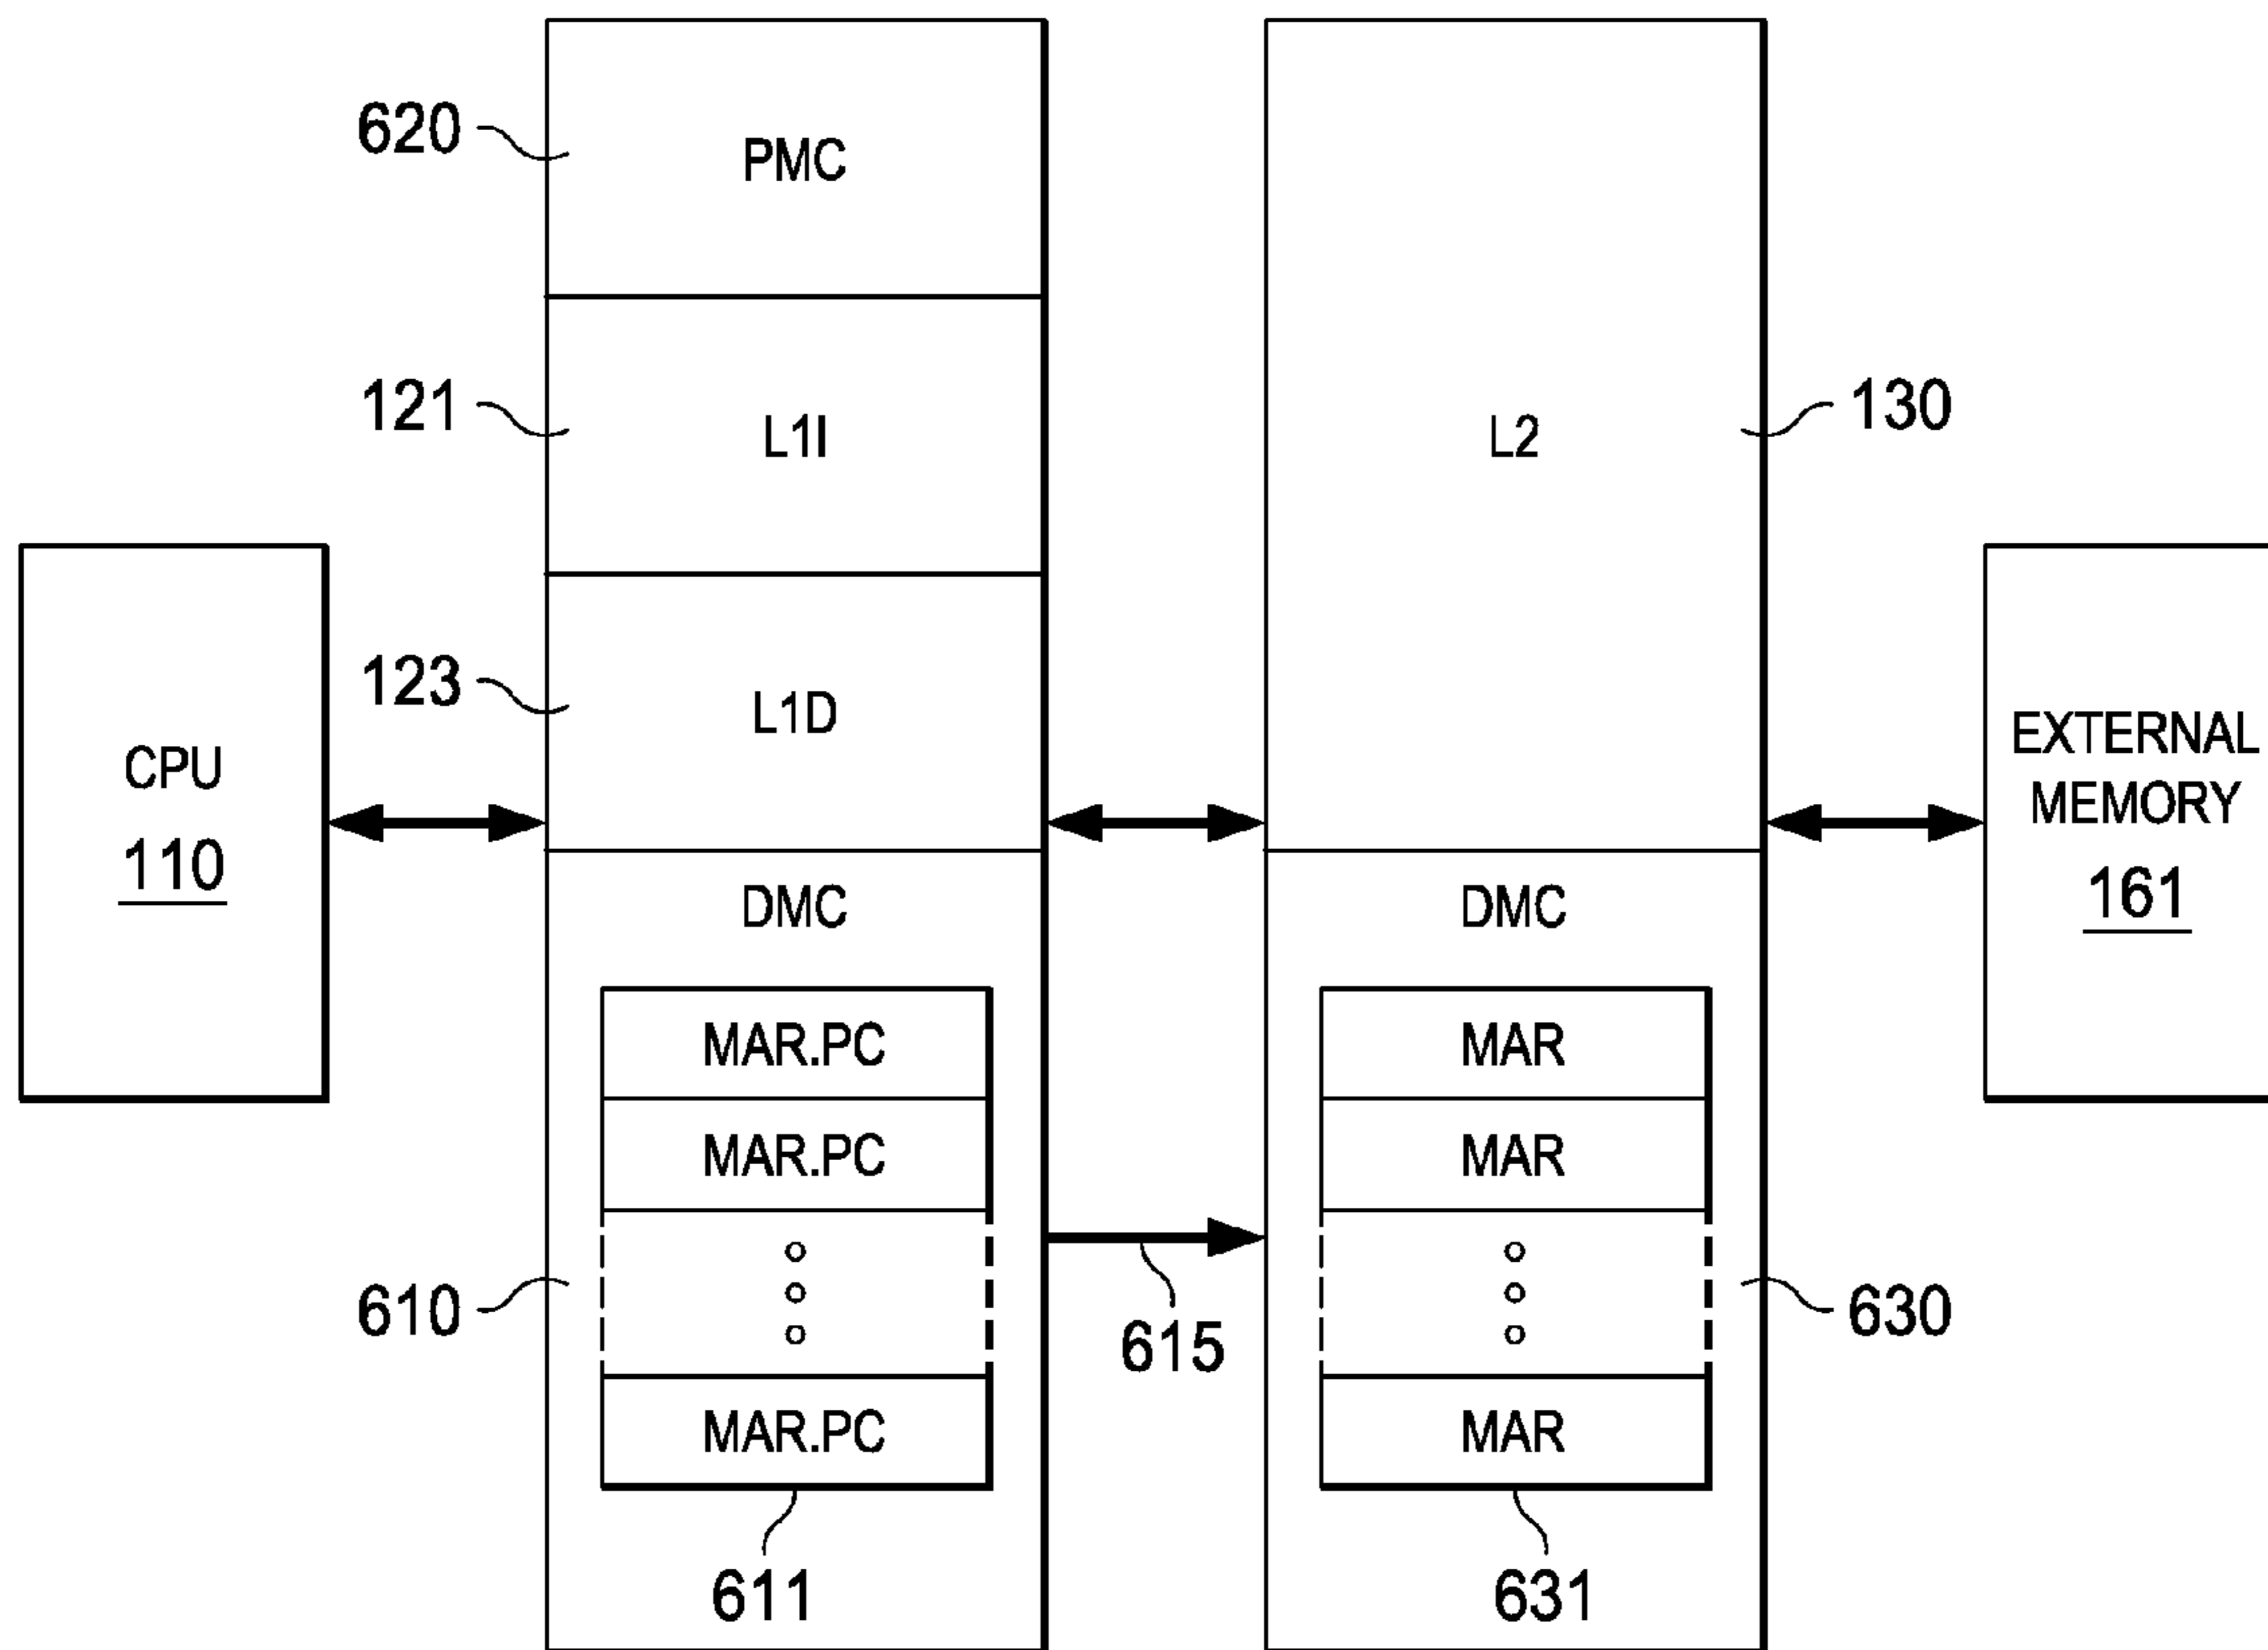 620
PMC
121
L1I
L2
130
123
L1D
CPU
110
EXTERNAL
MEMORY
161
DMC
DMC
MAR.PC
MAR
MAR.PC
MAR
610
615
630
MAR.PC
MAR
611
631